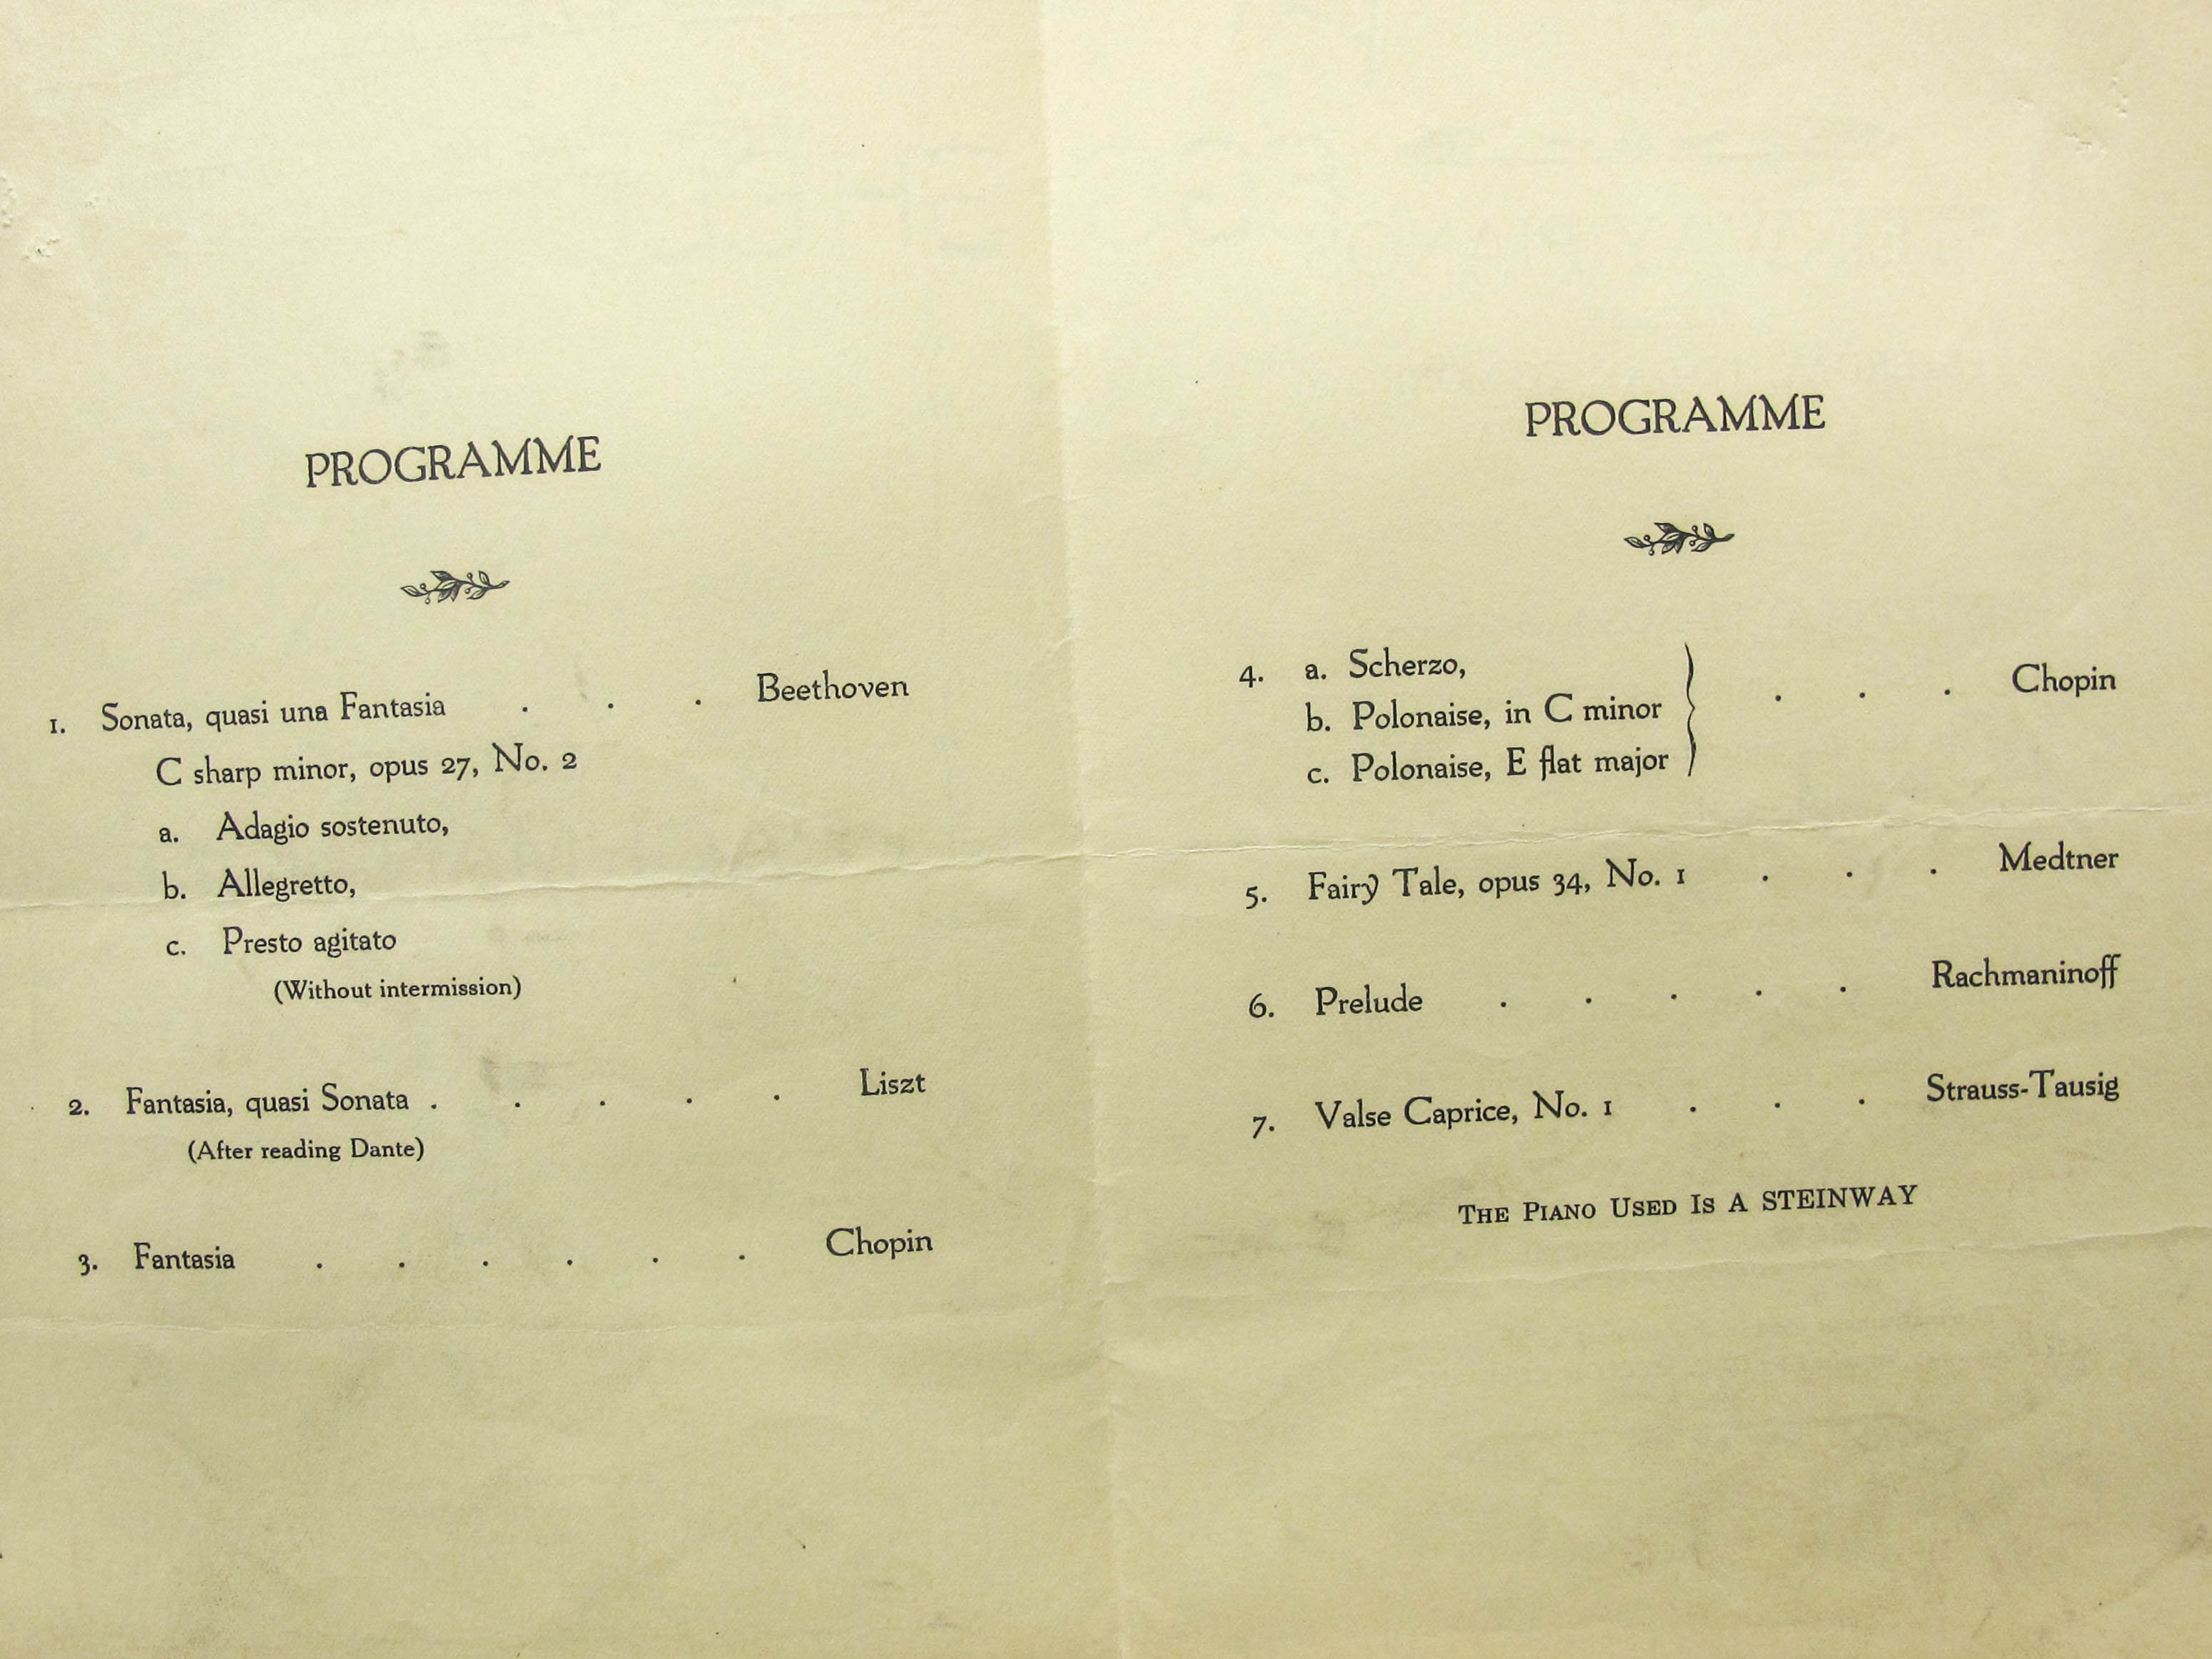 PROGRAMME
1. Sonata, quasi una Fantasia . . . Beethoven
C sharp minor, opus 27, No. 2
a. Adagio sostenuto,
b. Allegretto,
c. Presto agitato
(Without intermission)
2. Fantasia, quasi Sonata . . . . . Liszt
(After reading Dante)
3. Fantasia . . . . . . Chopin
PROGRAMME
4. a. Scherzo,
b. Polonaise, in C minor . . . Chopin
c. Polonaise, E flat major
5. Fairy Tale, opus 34, No. 1 . . . Medtner
6. Prelude . . . . . Rachmaninoff
7. Valse Caprice, No. 1 . . . Strauss-Tausig
THE PIANO USED IS A STEINWAY